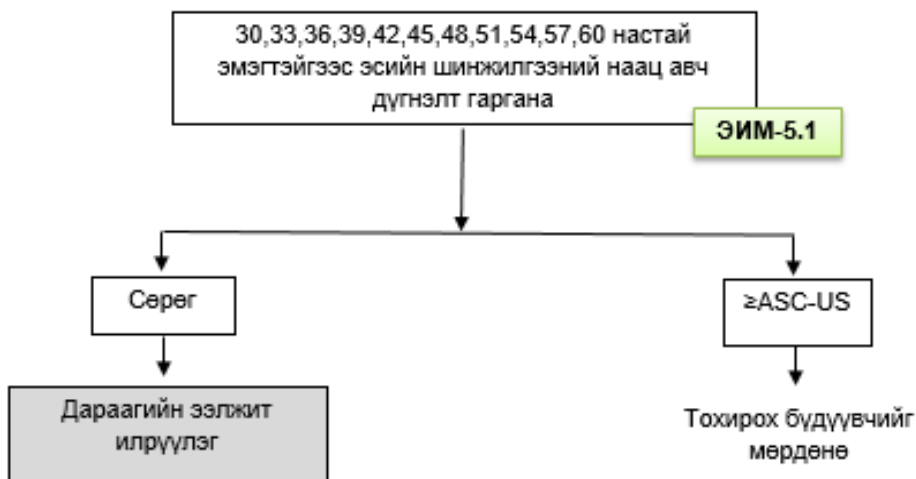 30,33,36,39,42,45,48,51,54,57,60 настай
эмэгтэйгээс эсийн шинжилгээний наац авч
дүгнэлт гаргана
ЭИМ-5.1
Сөрөг
≥ASC-US
Дараагийн ээлжит
илрүүлэг
Тохирох бүдүүвчийг
мөрдөнө